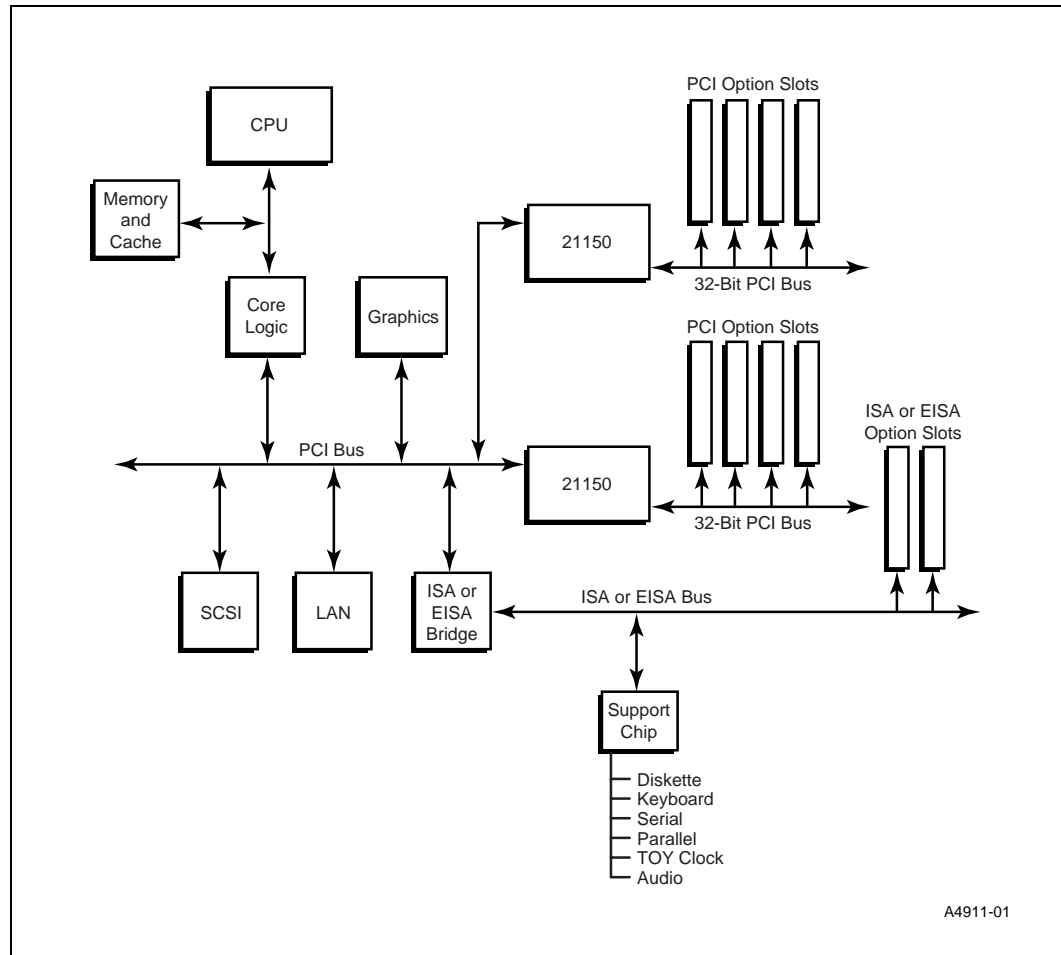 PCI Option Slots
CPU
Memory
and
Cache
21150
32-Bit PCI Bus
Core
Logic
Graphics
PCI Option Slots
ISA or EISA
Option Slots
PCI Bus
21150
32-Bit PCI Bus
SCSI
LAN
ISA or
EISA
Bridge
ISA or EISA Bus
Support
Chip
Diskette
Keyboard
Serial
Parallel
TOY Clock
Audio
A4911-01